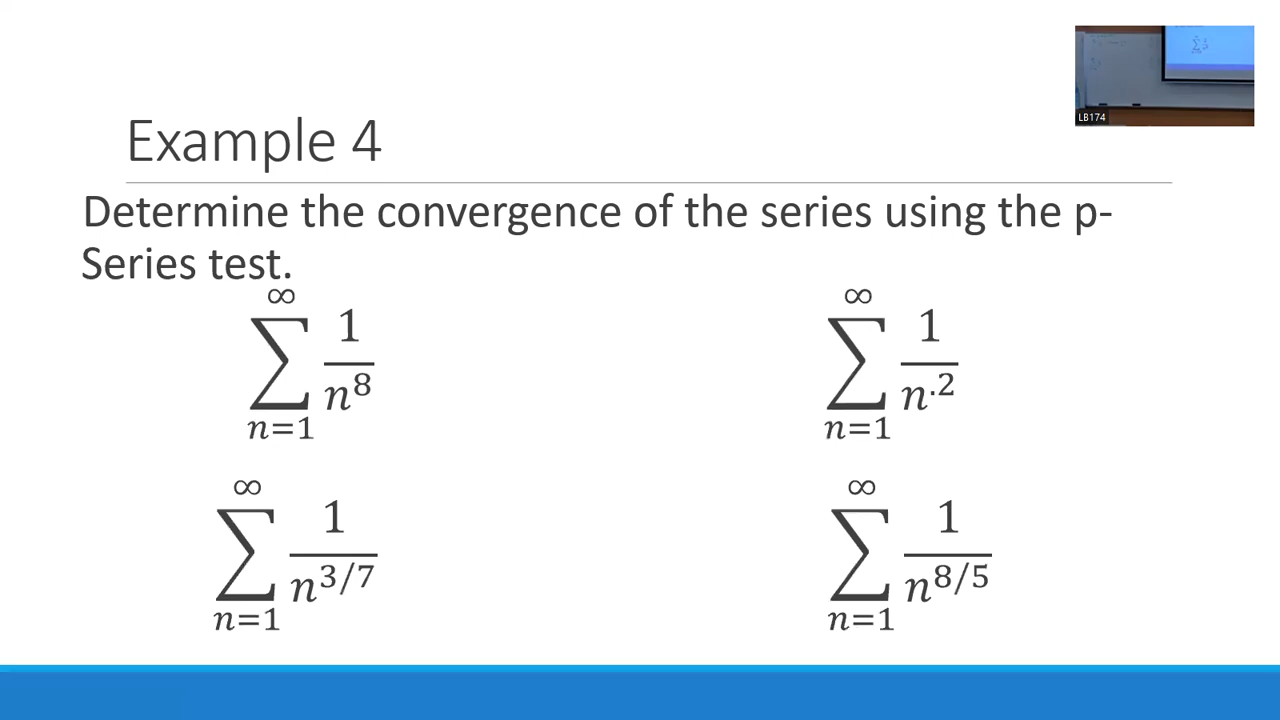 LB174
Example 4
Determine the convergence of the series using the p-
Series test.
∞ ∑ n=1 1/n⁸
∞ ∑ n=1 1/n^.2
∞ ∑ n=1 1/n^3/7
∞ ∑ n=1 1/n^8/5